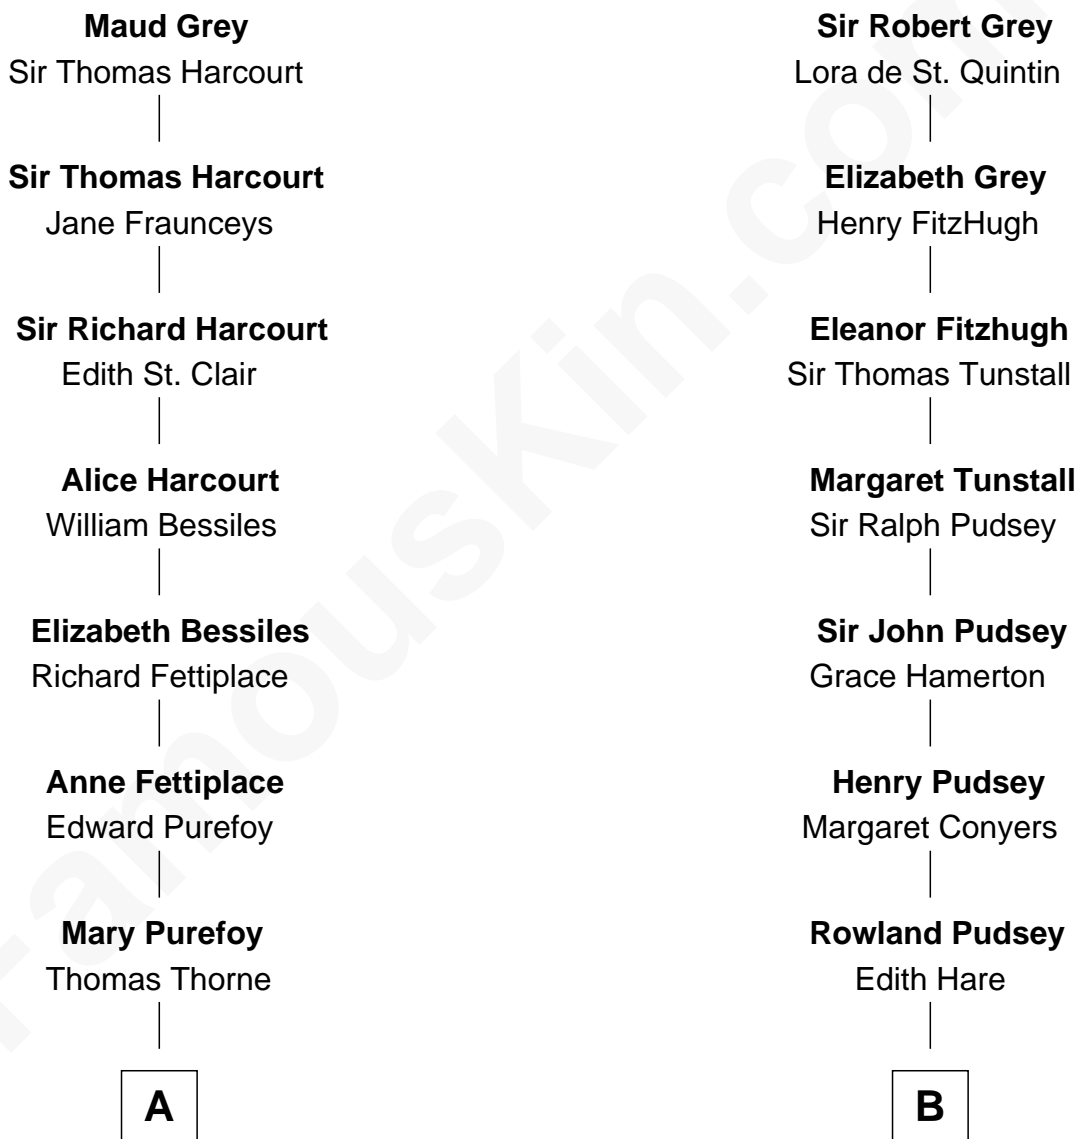 Maud Grey
Sir Thomas Harcourt
Sir Thomas Harcourt
Jane Fraunceys
Sir Richard Harcourt
Edith St. Clair
Alice Harcourt
William Bessiles
Elizabeth Bessiles
Richard Fettiplace
Anne Fettiplace
Edward Purefoy
Mary Purefoy
Thomas Thorne
A
Sir Robert Grey
Lora de St. Quintin
Elizabeth Grey
Henry FitzHugh
Eleanor Fitzhugh
Sir Thomas Tunstall
Margaret Tunstall
Sir Ralph Pudsey
Sir John Pudsey
Grace Hamerton
Henry Pudsey
Margaret Conyers
Rowland Pudsey
Edith Hare
B
FamousKin.com